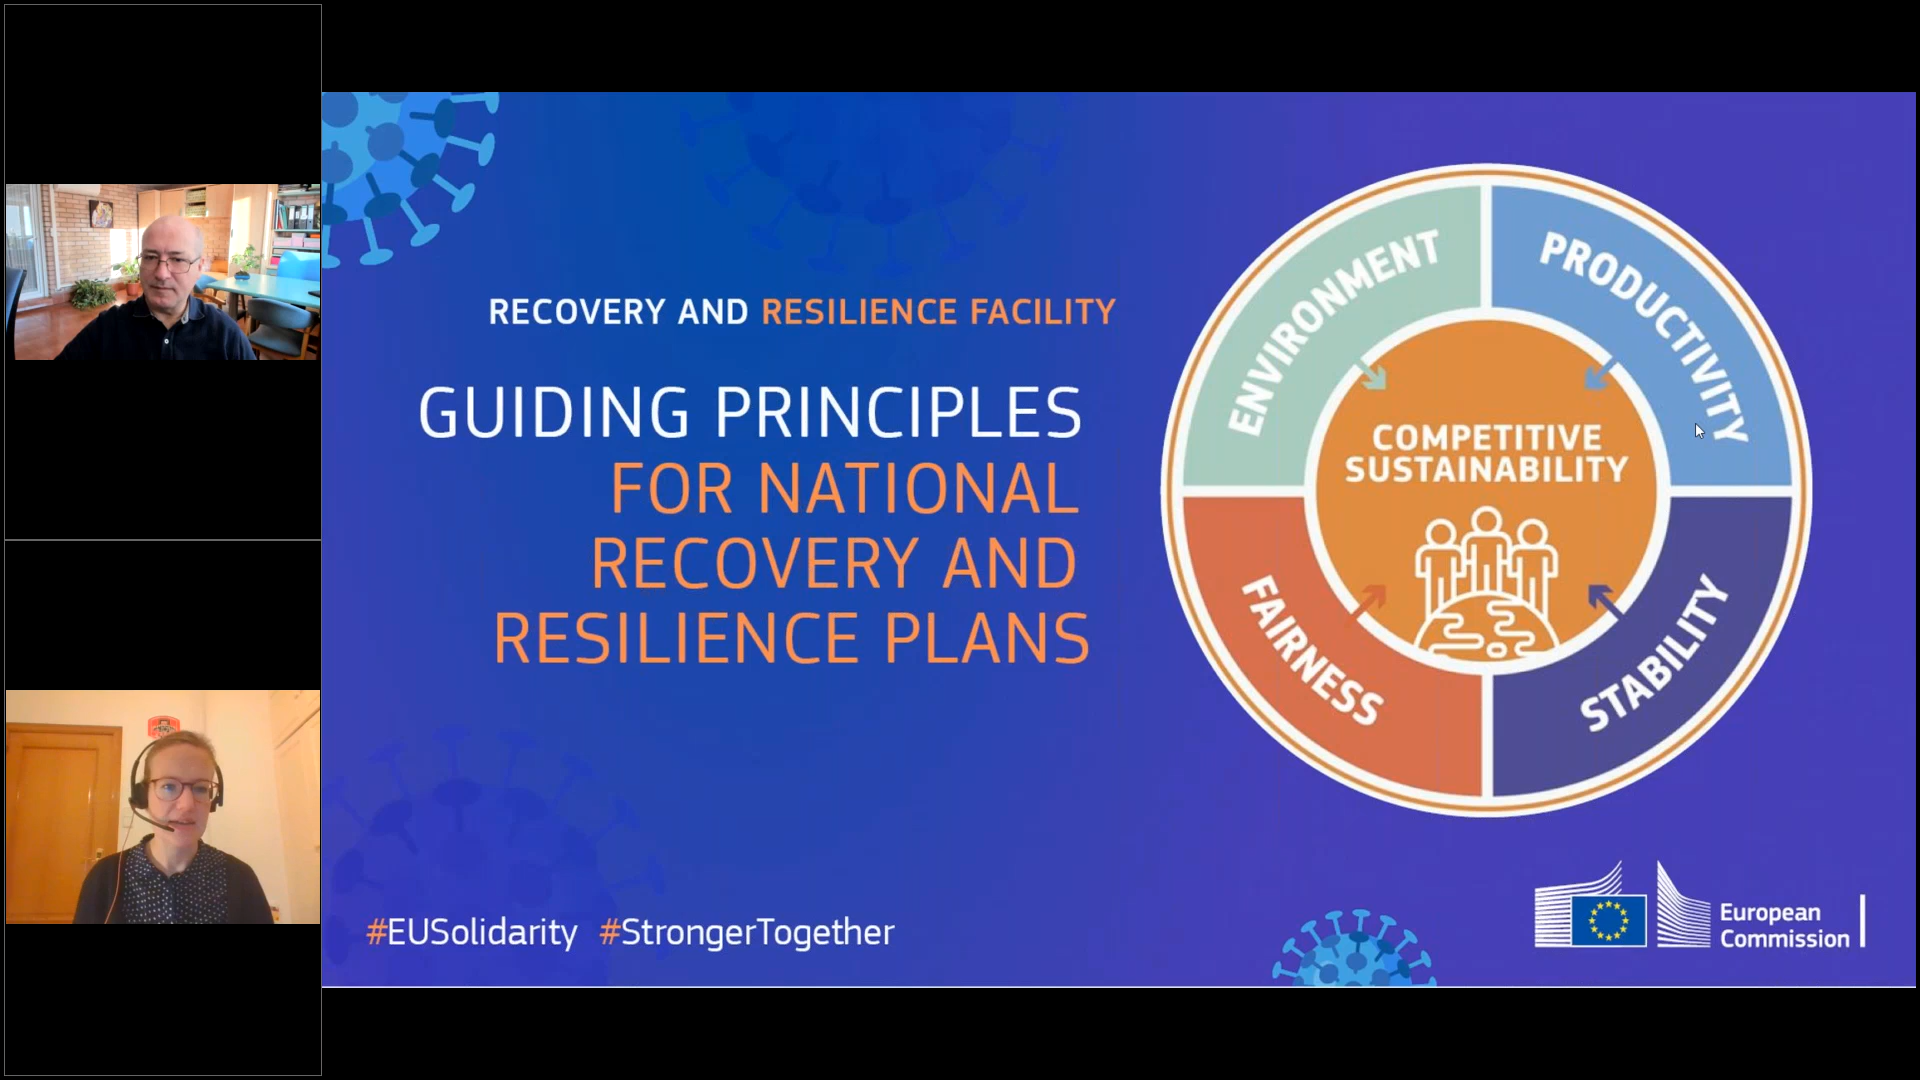 RECOVERY AND RESILIENCE FACILITY
GUIDING PRINCIPLES
FOR NATIONAL
RECOVERY AND
RESILIENCE PLANS
ENVIRONMENT
PRODUCTIVITY
COMPETITIVE
SUSTAINABILITY
FAIRNESS
STABILITY
#EUSolidarity #StrongerTogether
European
Commission